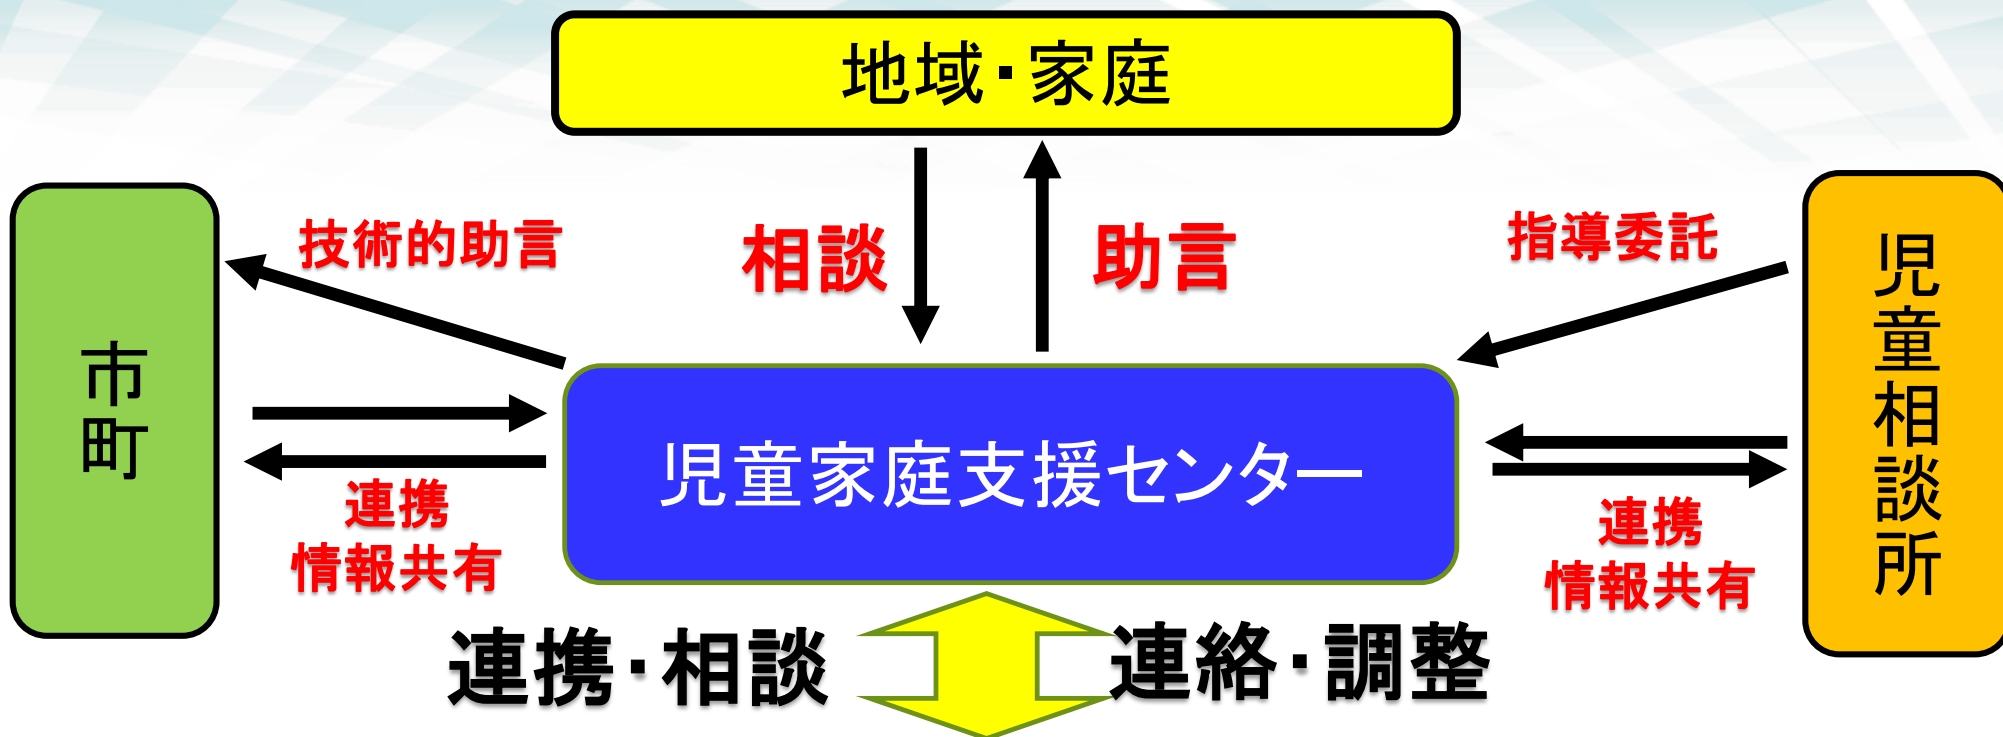 地域・家庭
技術的助言
相談
助言
指導委託
市町
児童家庭支援センター
児童相談所
連携
情報共有
連携
情報共有
連携・相談
連絡・調整